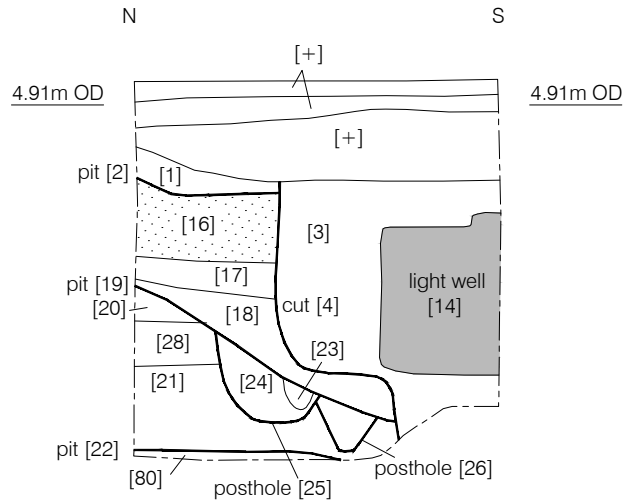 N S
[+]
4.91m OD 4.91m OD
[+]
pit [2] [1]
[16] [3]
[17] light well
pit [19] cut [4] [14]
[20] [18]
[28] [23]
[21] [24]
pit [22] posthole [26]
[80] posthole [25]